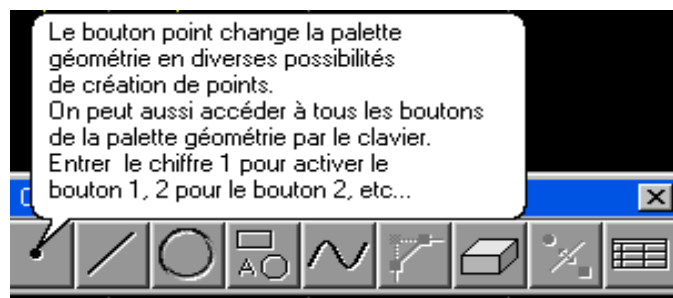 Le bouton point change la palette
géométrie en diverses possibilités
de création de points.
On peut aussi accéder à tous les boutons
de la palette géométrie par le clavier.
Entrer le chiffre 1 pour activer le
bouton 1, 2 pour le bouton 2, etc...
A